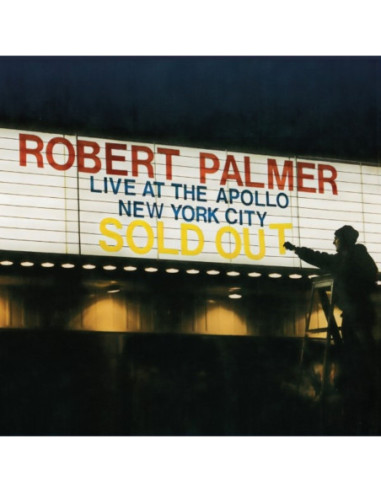 ROBERT PALMER
LIVE AT THE APOLLO
NEW YORK CITY
SOLD OUT